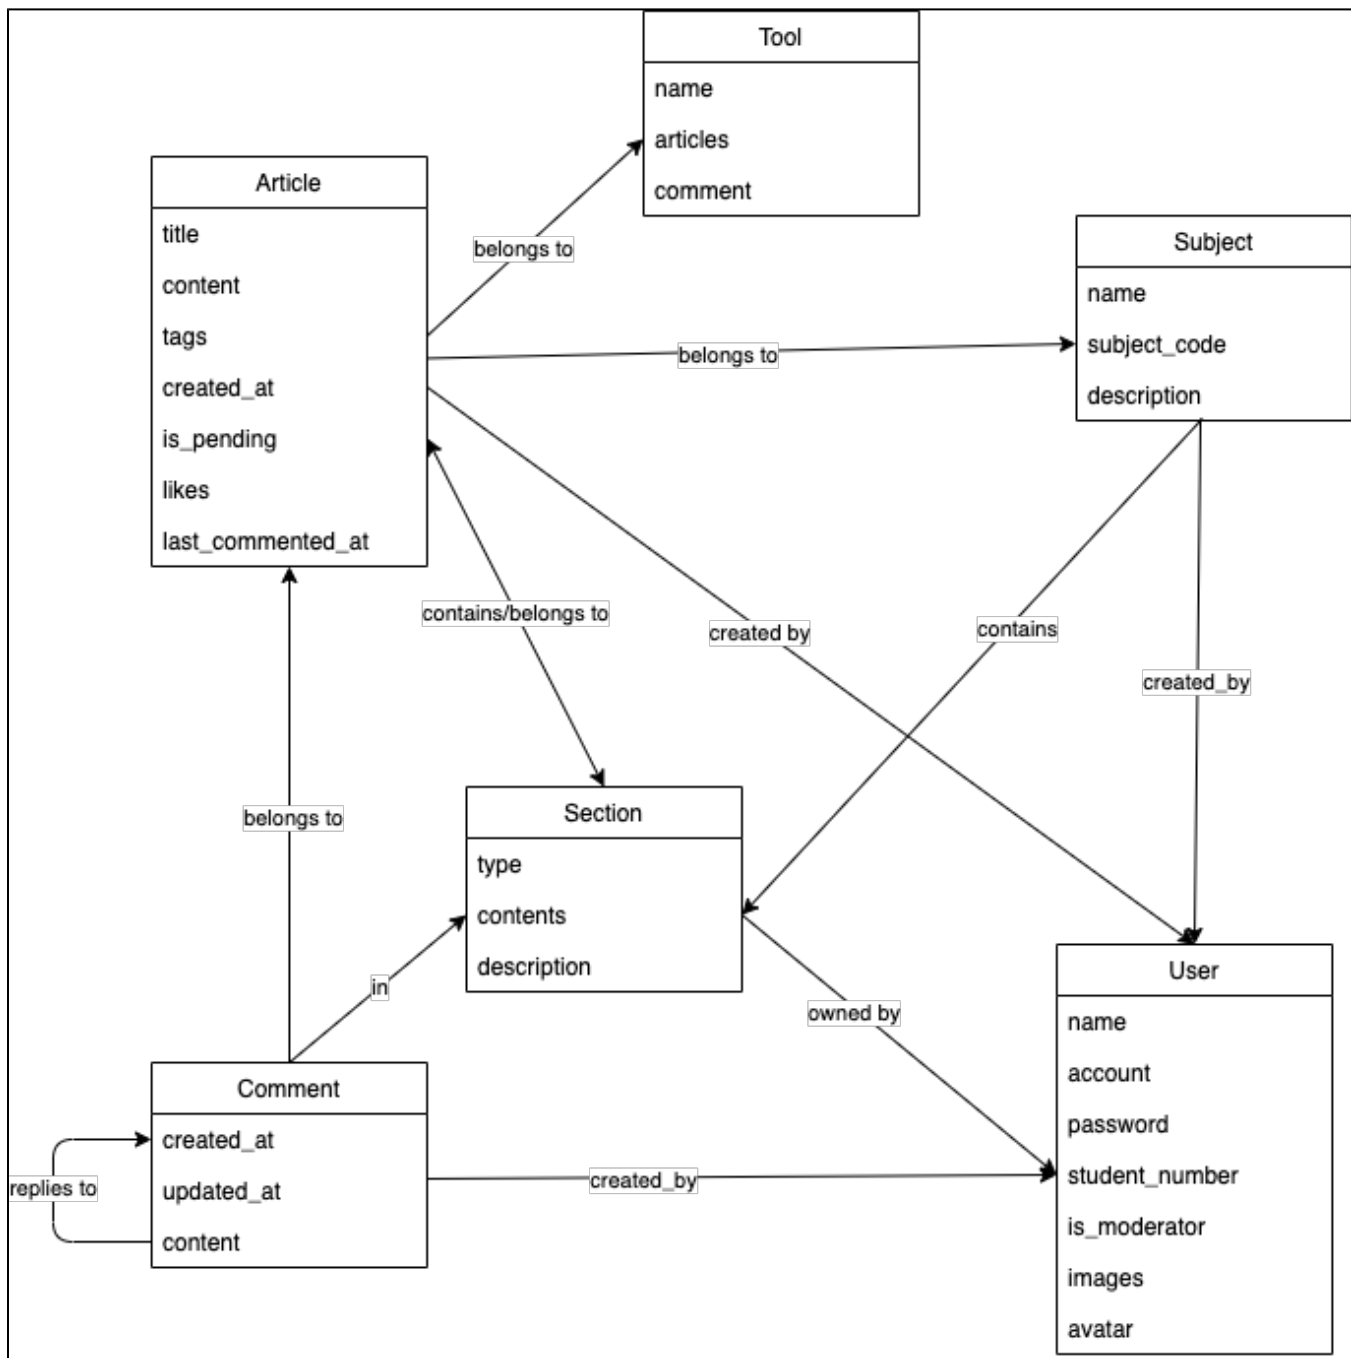 Tool
name
articles
comment
Article
title
content
tags
created_at
is_pending
likes
last_commented_at
belongs to
Subject
name
subject_code
description
belongs to
contains/belongs to
created by
contains
created_by
belongs to
Section
type
contents
description
in
owned by
User
name
account
password
student_number
is_moderator
images
avatar
Comment
created_at
updated_at
content
replies to
created_by